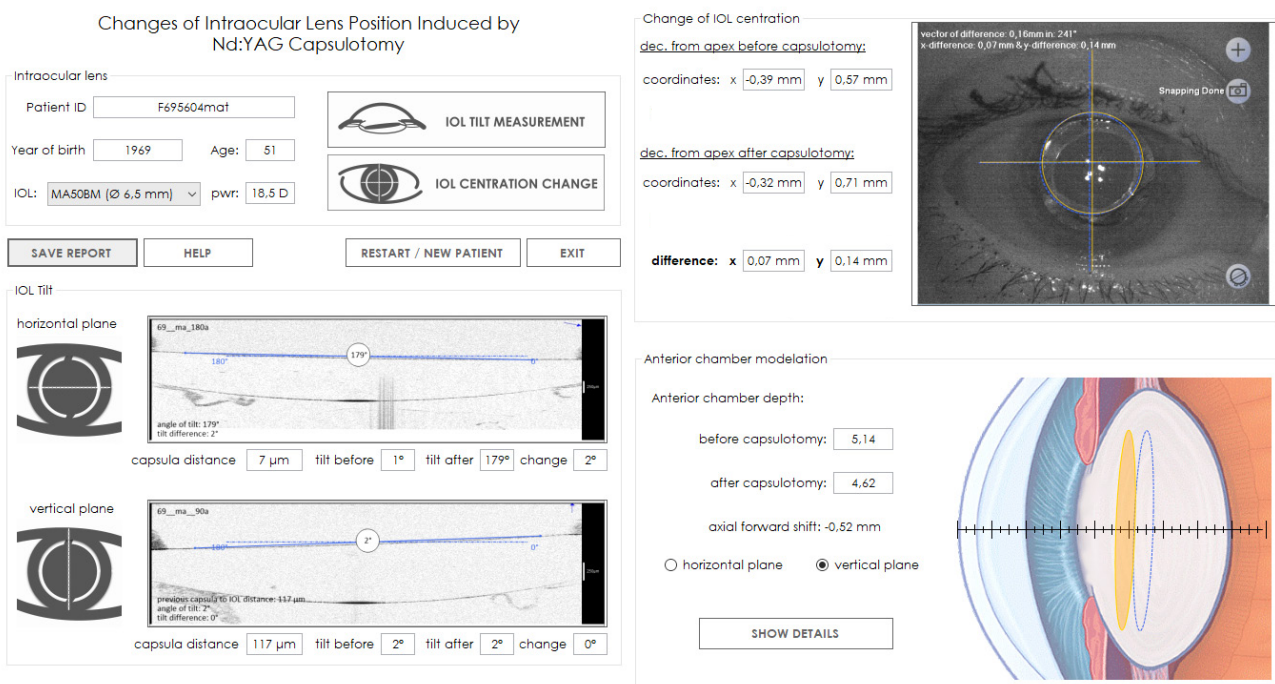 Changes of Intraocular Lens Position Induced by
Nd:YAG Capsulotomy
Intraocular lens
Patient ID F695604mat
Year of birth 1969 Age: 51
IOL: MA50BM (Ø 6,5 mm) pwr: 18,5 D
IOL TILT MEASUREMENT
IOL CENTRATION CHANGE
SAVE REPORT HELP RESTART / NEW PATIENT EXIT
IOL Tilt
horizontal plane
69__ma_180a
179°
180° 0°
250µm
angle of tilt: 179°
tilt difference: 2°
capsula distance 7 µm tilt before 1° tilt after 179° change 2°
vertical plane
69__ma__90a
2°
180° 0°
250µm
previous capsula to IOL distance: 117 µm
angle of tilt: 2°
tilt difference: 0°
capsula distance 117 µm tilt before 2° tilt after 2° change 0°
Change of IOL centration
dec. from apex before capsulotomy:
coordinates: x -0,39 mm y 0,57 mm
dec. from apex after capsulotomy:
coordinates: x -0,32 mm y 0,71 mm
difference: x 0,07 mm y 0,14 mm
vector of difference: 0,16mm in: 241°
x-difference: 0,07 mm & y-difference: 0,14 mm
Snapping Done
Anterior chamber modelation
Anterior chamber depth:
before capsulotomy: 5,14
after capsulotomy: 4,62
axial forward shift: -0,52 mm
horizontal plane vertical plane
SHOW DETAILS